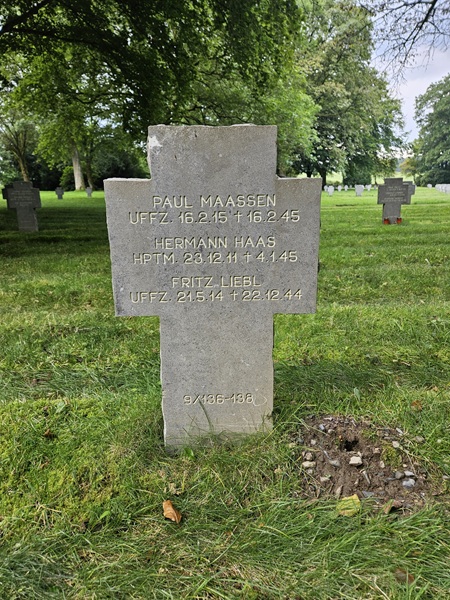 PAUL MAASSEN
UFFZ. 16.2.15 † 16.2.45
HERMANN HAAS
HPTM. 23.12.11 † 4.1.45
FRITZ LIEBL
UFFZ. 21.5.14 † 22.12.44
9/136-138